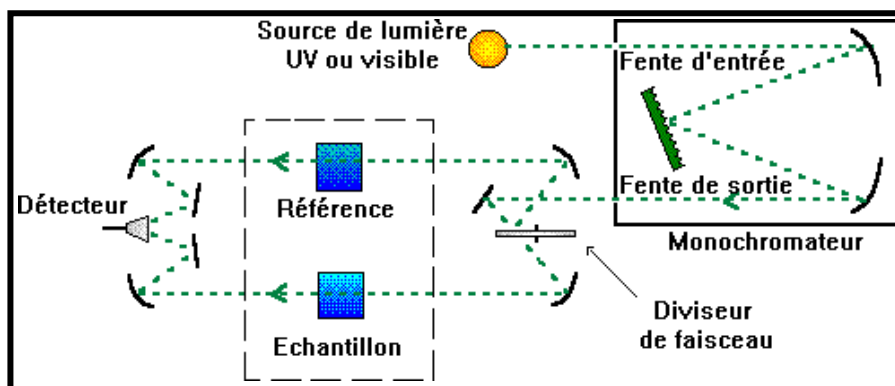 Source de lumière
UV ou visible
Fente d'entrée
Fente de sortie
Monochromateur
Détecteur
Référence
Echantillon
Diviseur
de faisceau